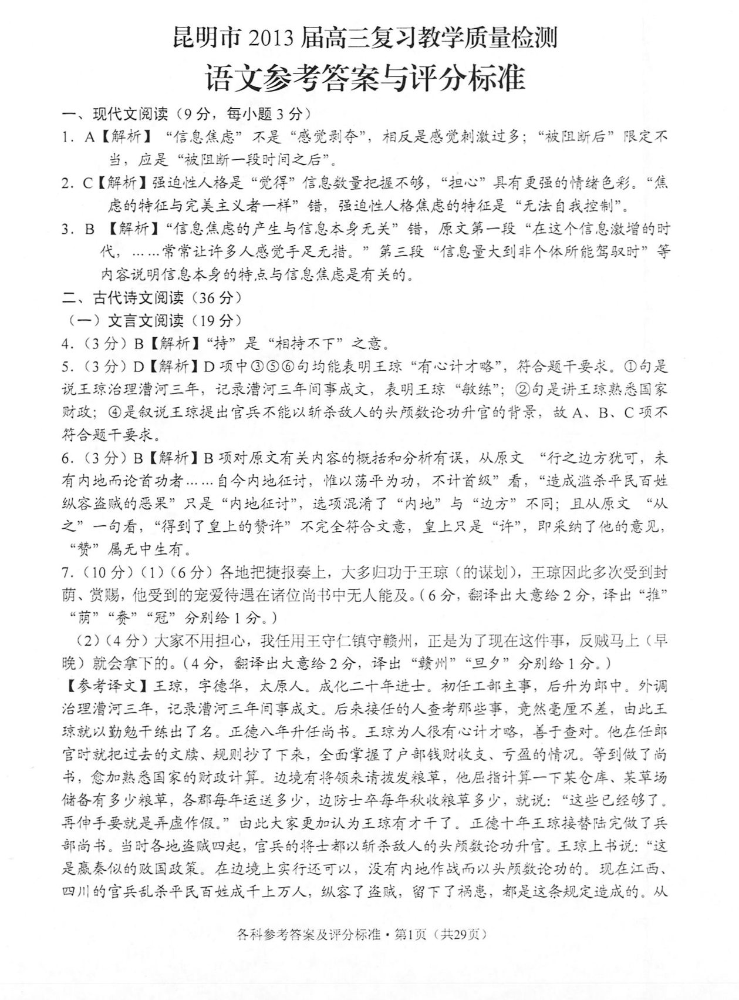 昆明市 2013 届高三复习教学质量检测
语文参考答案与评分标准
一、现代文阅读（9 分，每小题 3 分）
1．A【解析】 “信息焦虑” 不是 “感觉剥夺”，相反是感觉刺激过多；“被阻断后” 限定不
当，应是 “被阻断一段时间之后”。
2．C【解析】强迫性人格是 “觉得” 信息数量把握不够，“担心” 具有更强的情绪色彩。“焦
虑的特征与完美主义者一样” 错，强迫性人格焦虑的特征是 “无法自我控制”。
3．B 【解析】“信息焦虑的产生与信息本身无关” 错，原文第一段 “在这个信息激增的时
代，……常常让许多人感觉手足无措。” 第三段 “信息量大到非个体所能驾驭时” 等
内容说明信息本身的特点与信息焦虑是有关的。
二、古代诗文阅读（36 分）
（一）文言文阅读（19 分）
4．（3 分）B【解析】“持” 是 “相持不下” 之意。
5．（3 分）D【解析】D 项中③⑤⑥句均能表明王琼 “有心计才略”，符合题干要求。①句是
说王琼治理漕河三年，记录漕河三年间事成文，表明王琼 “敏练”；②句是讲王琼熟悉国家
财政；④是叙说王琼提出官兵不能以斩杀敌人的头颅数论功升官的背景，故 A、B、C 项不
符合题干要求。
6．（3 分）B【解析】B 项对原文有关内容的概括和分析有误，从原文 “行之边方犹可，未
有内地而论首功者……自今内地征讨，惟以荡平为功，不计首级” 看，“造成滥杀平民百姓
纵容盗贼的恶果” 只是 “内地征讨”，选项混淆了 “内地” 与 “边方” 不同；且从原文 “从
之” 一句看，“得到了皇上的赞许” 不完全符合文意，皇上只是 “许”，即采纳了他的意见，
“赞” 属无中生有。
7．（10 分）（1）（6 分）各地把捷报奏上，大多归功于王琼（的谋划），王琼因此多次受到封
荫、赏赐，他受到的宠爱待遇在诸位尚书中无人能及。（6 分，翻译出大意给 2 分，译出 “推”
“荫” “赉” “冠” 分别给 1 分。）
（2）（4 分）大家不用担心，我任用王守仁镇守赣州，正是为了现在这件事，反贼马上（早
晚）就会拿下的。（4 分，翻译出大意给 2 分，译出 “赣州” “旦夕” 分别给 1 分。）
【参考译文】王琼，字德华，太原人。成化二十年进士。初任工部主事，后升为郎中。外调
治理漕河三年，记录漕河三年间事成文。后来接任的人查考那些事，竟然毫厘不差，由此王
琼就以勤勉干练出了名。正德八年升任尚书。王琼为人很有心计才略，善于查对。他在任郎
官时就把过去的文牍、规则抄了下来，全面掌握了户部钱财收支、亏盈的情况。等到做了尚
书，愈加熟悉国家的财政计算。边境有将领来请拨发粮草，他屈指计算一下某仓库、某草场
储备有多少粮草，各郡每年运送多少，边防士卒每年秋收粮草多少，就说：“这些已经够了。
再伸手要就是弄虚作假。” 由此大家更加认为王琼有才干了。正德十年王琼接替陆完做了兵
部尚书。当时各地盗贼四起，官兵的将士都以斩杀敌人的头颅数论功升官。王琼上书说：“这
是嬴秦似的败国政策。在边境上实行还可以，没有内地作战而以头颅数论功的。现在江西、
四川的官兵乱杀平民百姓成千上万人，纵容了盗贼，留下了祸患，都是这条规定造成的。从
各科参考答案及评分标准·第1页（共29页）